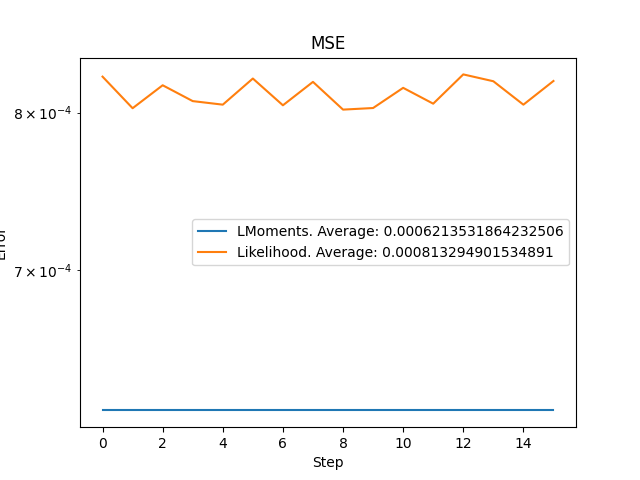 MSE
8 × 10⁻⁴
7 × 10⁻⁴
LMoments. Average: 0.0006213531864232506
Likelihood. Average: 0.000813294901534891
0 2 4 6 8 10 12 14
Step